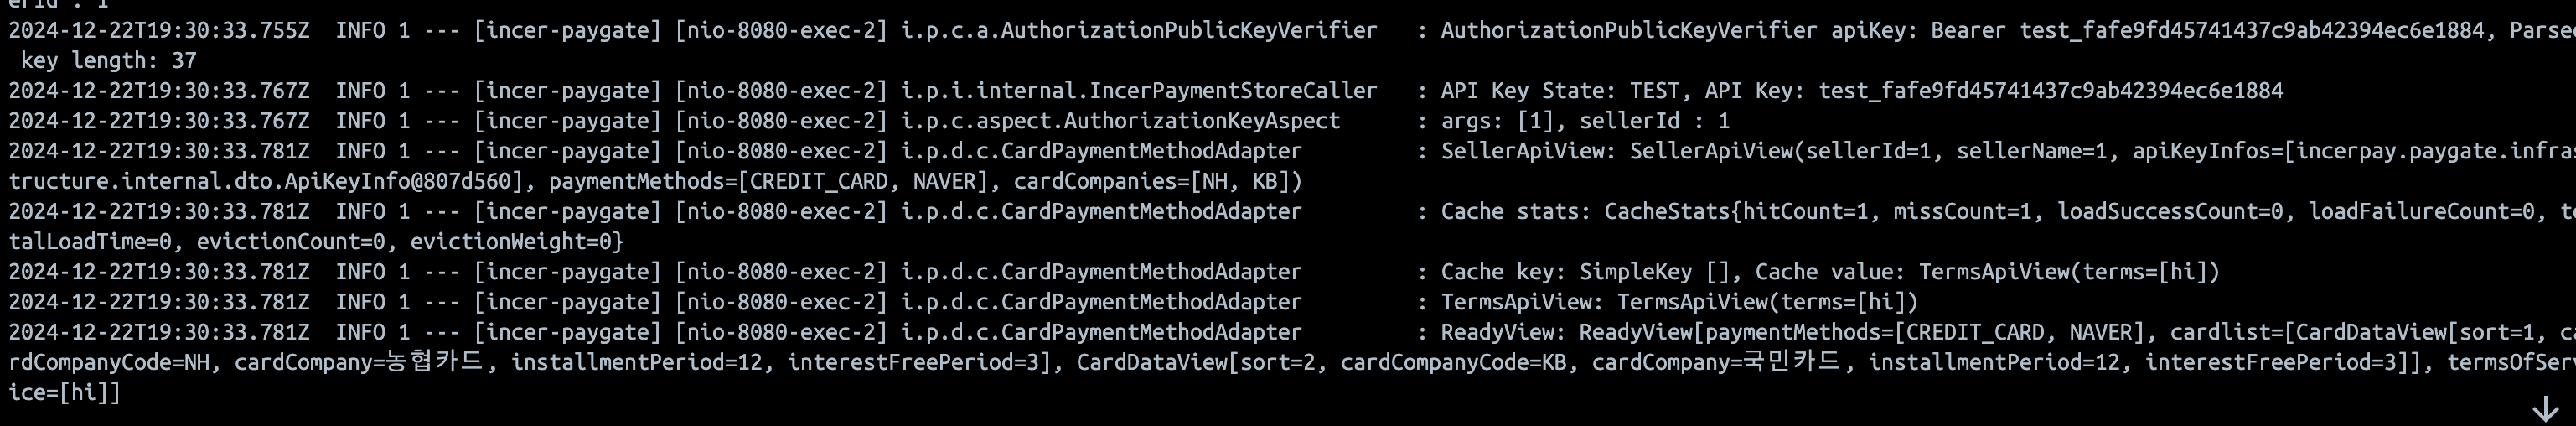 erId : 1
2024-12-22T19:30:33.755Z  INFO 1 --- [incer-paygate] [nio-8080-exec-2] i.p.c.a.AuthorizationPublicKeyVerifier   : AuthorizationPublicKeyVerifier apiKey: Bearer test_fafe9fd45741437c9ab42394ec6e1884, Parsed
 key length: 37
2024-12-22T19:30:33.767Z  INFO 1 --- [incer-paygate] [nio-8080-exec-2] i.p.i.internal.IncerPaymentStoreCaller   : API Key State: TEST, API Key: test_fafe9fd45741437c9ab42394ec6e1884
2024-12-22T19:30:33.767Z  INFO 1 --- [incer-paygate] [nio-8080-exec-2] i.p.c.aspect.AuthorizationKeyAspect      : args: [1], sellerId : 1
2024-12-22T19:30:33.781Z  INFO 1 --- [incer-paygate] [nio-8080-exec-2] i.p.d.c.CardPaymentMethodAdapter         : SellerApiView: SellerApiView(sellerId=1, sellerName=1, apiKeyInfos=[incerpay.paygate.infras
tructure.internal.dto.ApiKeyInfo@807d560], paymentMethods=[CREDIT_CARD, NAVER], cardCompanies=[NH, KB])
2024-12-22T19:30:33.781Z  INFO 1 --- [incer-paygate] [nio-8080-exec-2] i.p.d.c.CardPaymentMethodAdapter         : Cache stats: CacheStats{hitCount=1, missCount=1, loadSuccessCount=0, loadFailureCount=0, to
talLoadTime=0, evictionCount=0, evictionWeight=0}
2024-12-22T19:30:33.781Z  INFO 1 --- [incer-paygate] [nio-8080-exec-2] i.p.d.c.CardPaymentMethodAdapter         : Cache key: SimpleKey [], Cache value: TermsApiView(terms=[hi])
2024-12-22T19:30:33.781Z  INFO 1 --- [incer-paygate] [nio-8080-exec-2] i.p.d.c.CardPaymentMethodAdapter         : TermsApiView: TermsApiView(terms=[hi])
2024-12-22T19:30:33.781Z  INFO 1 --- [incer-paygate] [nio-8080-exec-2] i.p.d.c.CardPaymentMethodAdapter         : ReadyView: ReadyView[paymentMethods=[CREDIT_CARD, NAVER], cardlist=[CardDataView[sort=1, ca
rdCompanyCode=NH, cardCompany=농협카드, installmentPeriod=12, interestFreePeriod=3], CardDataView[sort=2, cardCompanyCode=KB, cardCompany=국민카드, installmentPeriod=12, interestFreePeriod=3]], termsOfServ
ice=[hi]]